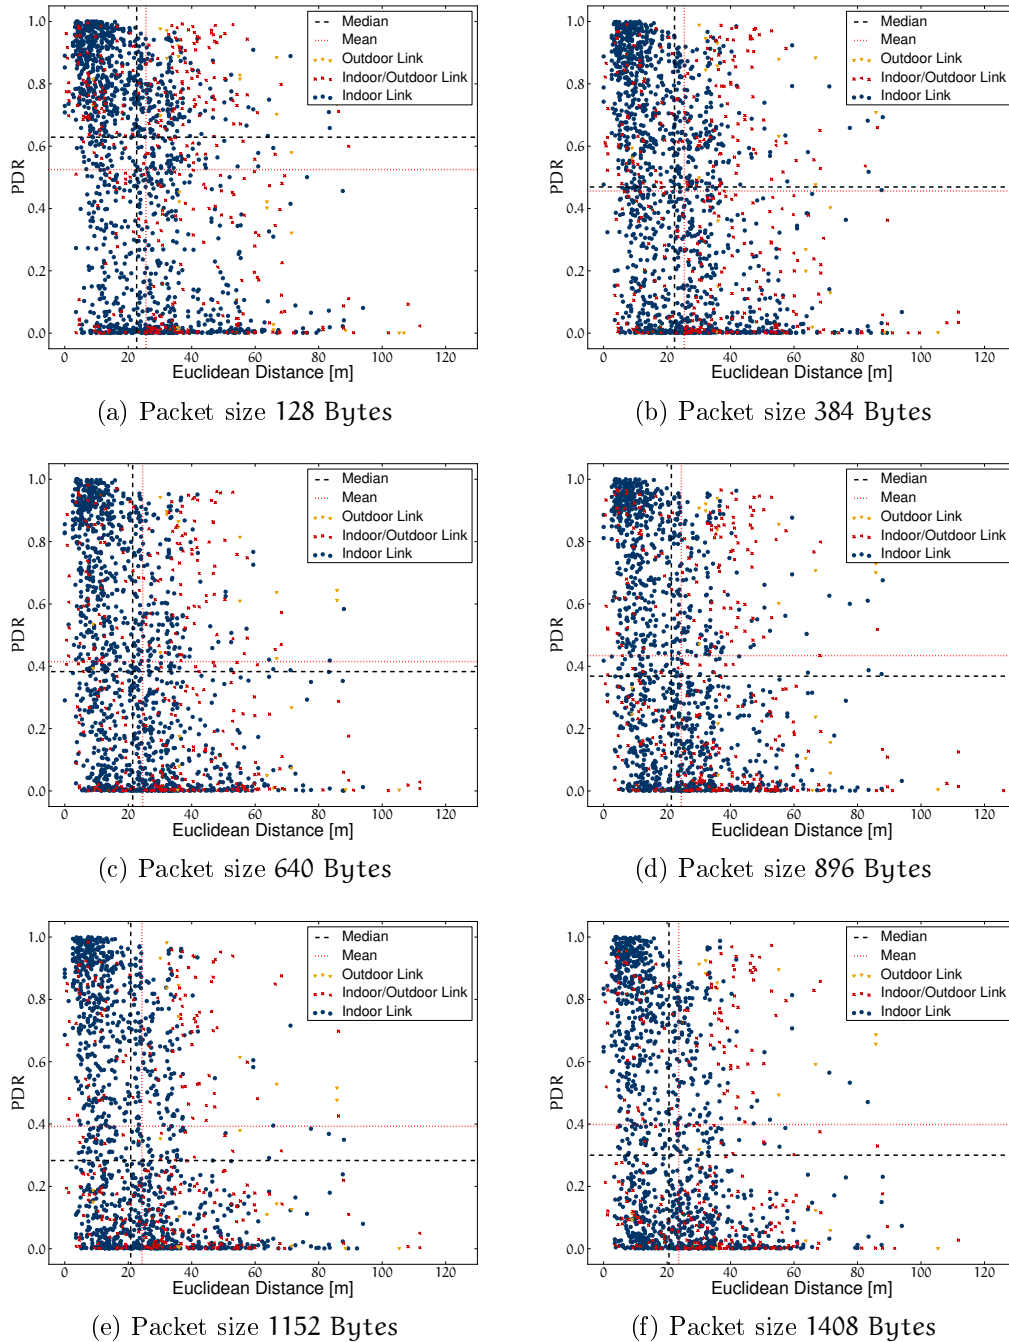 1.0
0.8
0.6
0.4
0.2
0.0
PDR
0 20 40 60 80 100 120
Euclidean Distance [m]
Median
Mean
Outdoor Link
Indoor/Outdoor Link
Indoor Link
(a) Packet size 128 Bytes
1.0
0.8
0.6
0.4
0.2
0.0
PDR
0 20 40 60 80 100 120
Euclidean Distance [m]
Median
Mean
Outdoor Link
Indoor/Outdoor Link
Indoor Link
(b) Packet size 384 Bytes
1.0
0.8
0.6
0.4
0.2
0.0
PDR
0 20 40 60 80 100 120
Euclidean Distance [m]
Median
Mean
Outdoor Link
Indoor/Outdoor Link
Indoor Link
(c) Packet size 640 Bytes
1.0
0.8
0.6
0.4
0.2
0.0
PDR
0 20 40 60 80 100 120
Euclidean Distance [m]
Median
Mean
Outdoor Link
Indoor/Outdoor Link
Indoor Link
(d) Packet size 896 Bytes
1.0
0.8
0.6
0.4
0.2
0.0
PDR
0 20 40 60 80 100 120
Euclidean Distance [m]
Median
Mean
Outdoor Link
Indoor/Outdoor Link
Indoor Link
(e) Packet size 1152 Bytes
1.0
0.8
0.6
0.4
0.2
0.0
PDR
0 20 40 60 80 100 120
Euclidean Distance [m]
Median
Mean
Outdoor Link
Indoor/Outdoor Link
Indoor Link
(f) Packet size 1408 Bytes